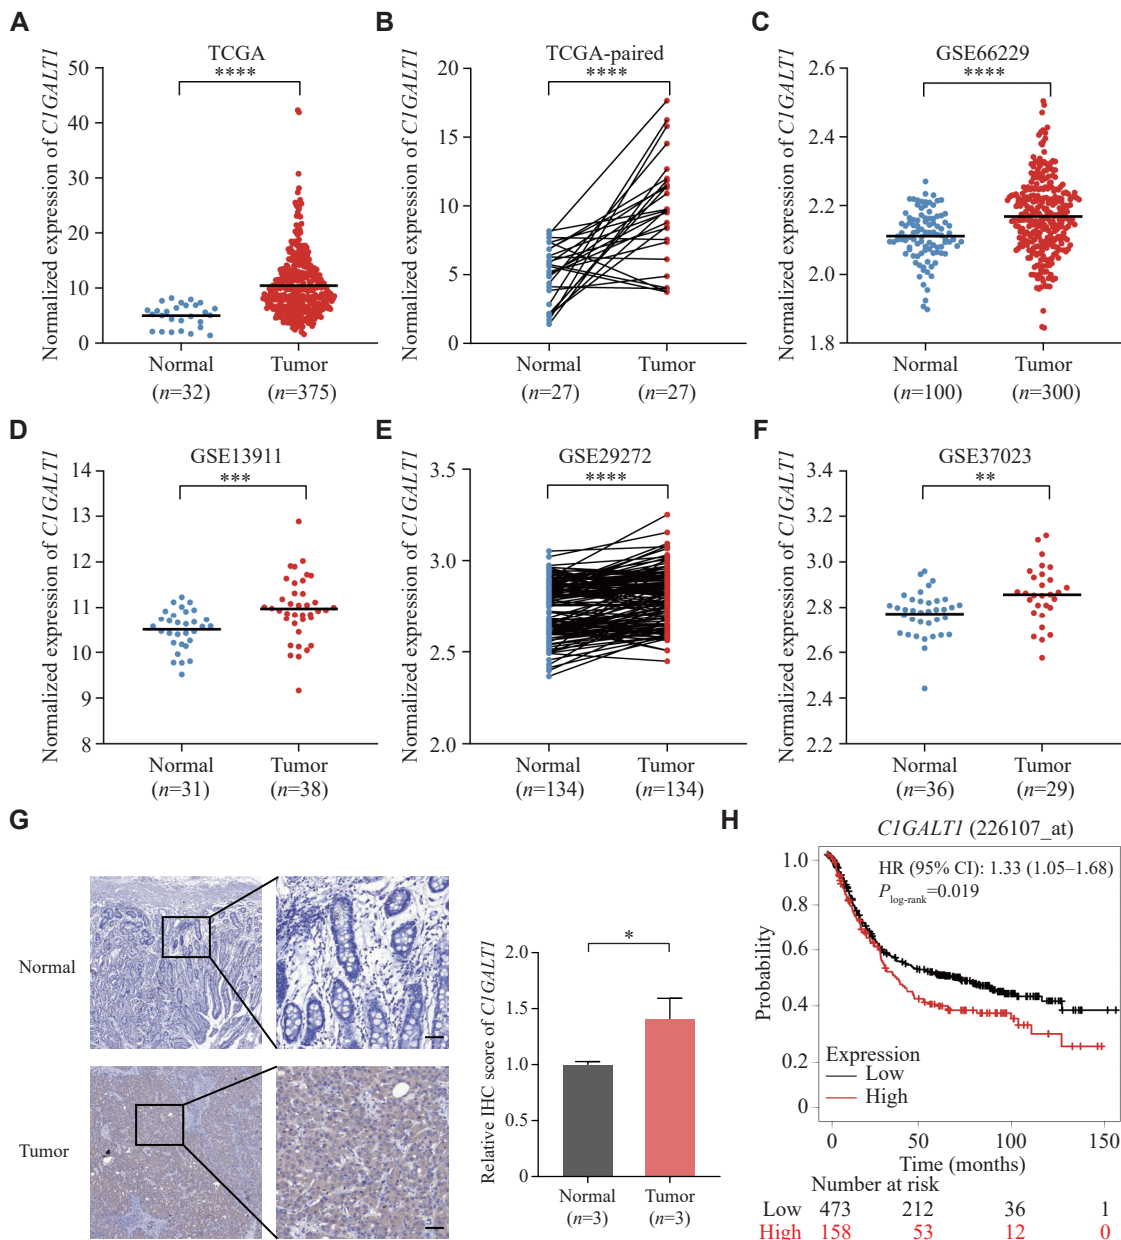 A
TCGA
****
Normalized expression of C1GALT1
50
40
30
20
10
0
Normal
(n=32)
Tumor
(n=375)
B
TCGA-paired
****
Normalized expression of C1GALT1
20
15
10
5
0
Normal
(n=27)
Tumor
(n=27)
C
GSE66229
****
Normalized expression of C1GALT1
2.6
2.4
2.2
2.0
1.8
Normal
(n=100)
Tumor
(n=300)
D
GSE13911
***
Normalized expression of C1GALT1
14
13
12
11
10
9
8
Normal
(n=31)
Tumor
(n=38)
E
GSE29272
****
Normalized expression of C1GALT1
3.5
3.0
2.5
2.0
Normal
(n=134)
Tumor
(n=134)
F
GSE37023
**
Normalized expression of C1GALT1
3.4
3.2
3.0
2.8
2.6
2.4
2.2
Normal
(n=36)
Tumor
(n=29)
G
Normal
Tumor
*
Relative IHC score of C1GALT1
2.0
1.5
1.0
0.5
0
Normal
(n=3)
Tumor
(n=3)
H
C1GALT1 (226107_at)
HR (95% CI): 1.33 (1.05–1.68)
P log-rank=0.019
Probability
1.0
0.8
0.6
0.4
0.2
0
Expression
Low
High
0 50 100 150
Time (months)
Number at risk
Low 473 212 36 1
High 158 53 12 0